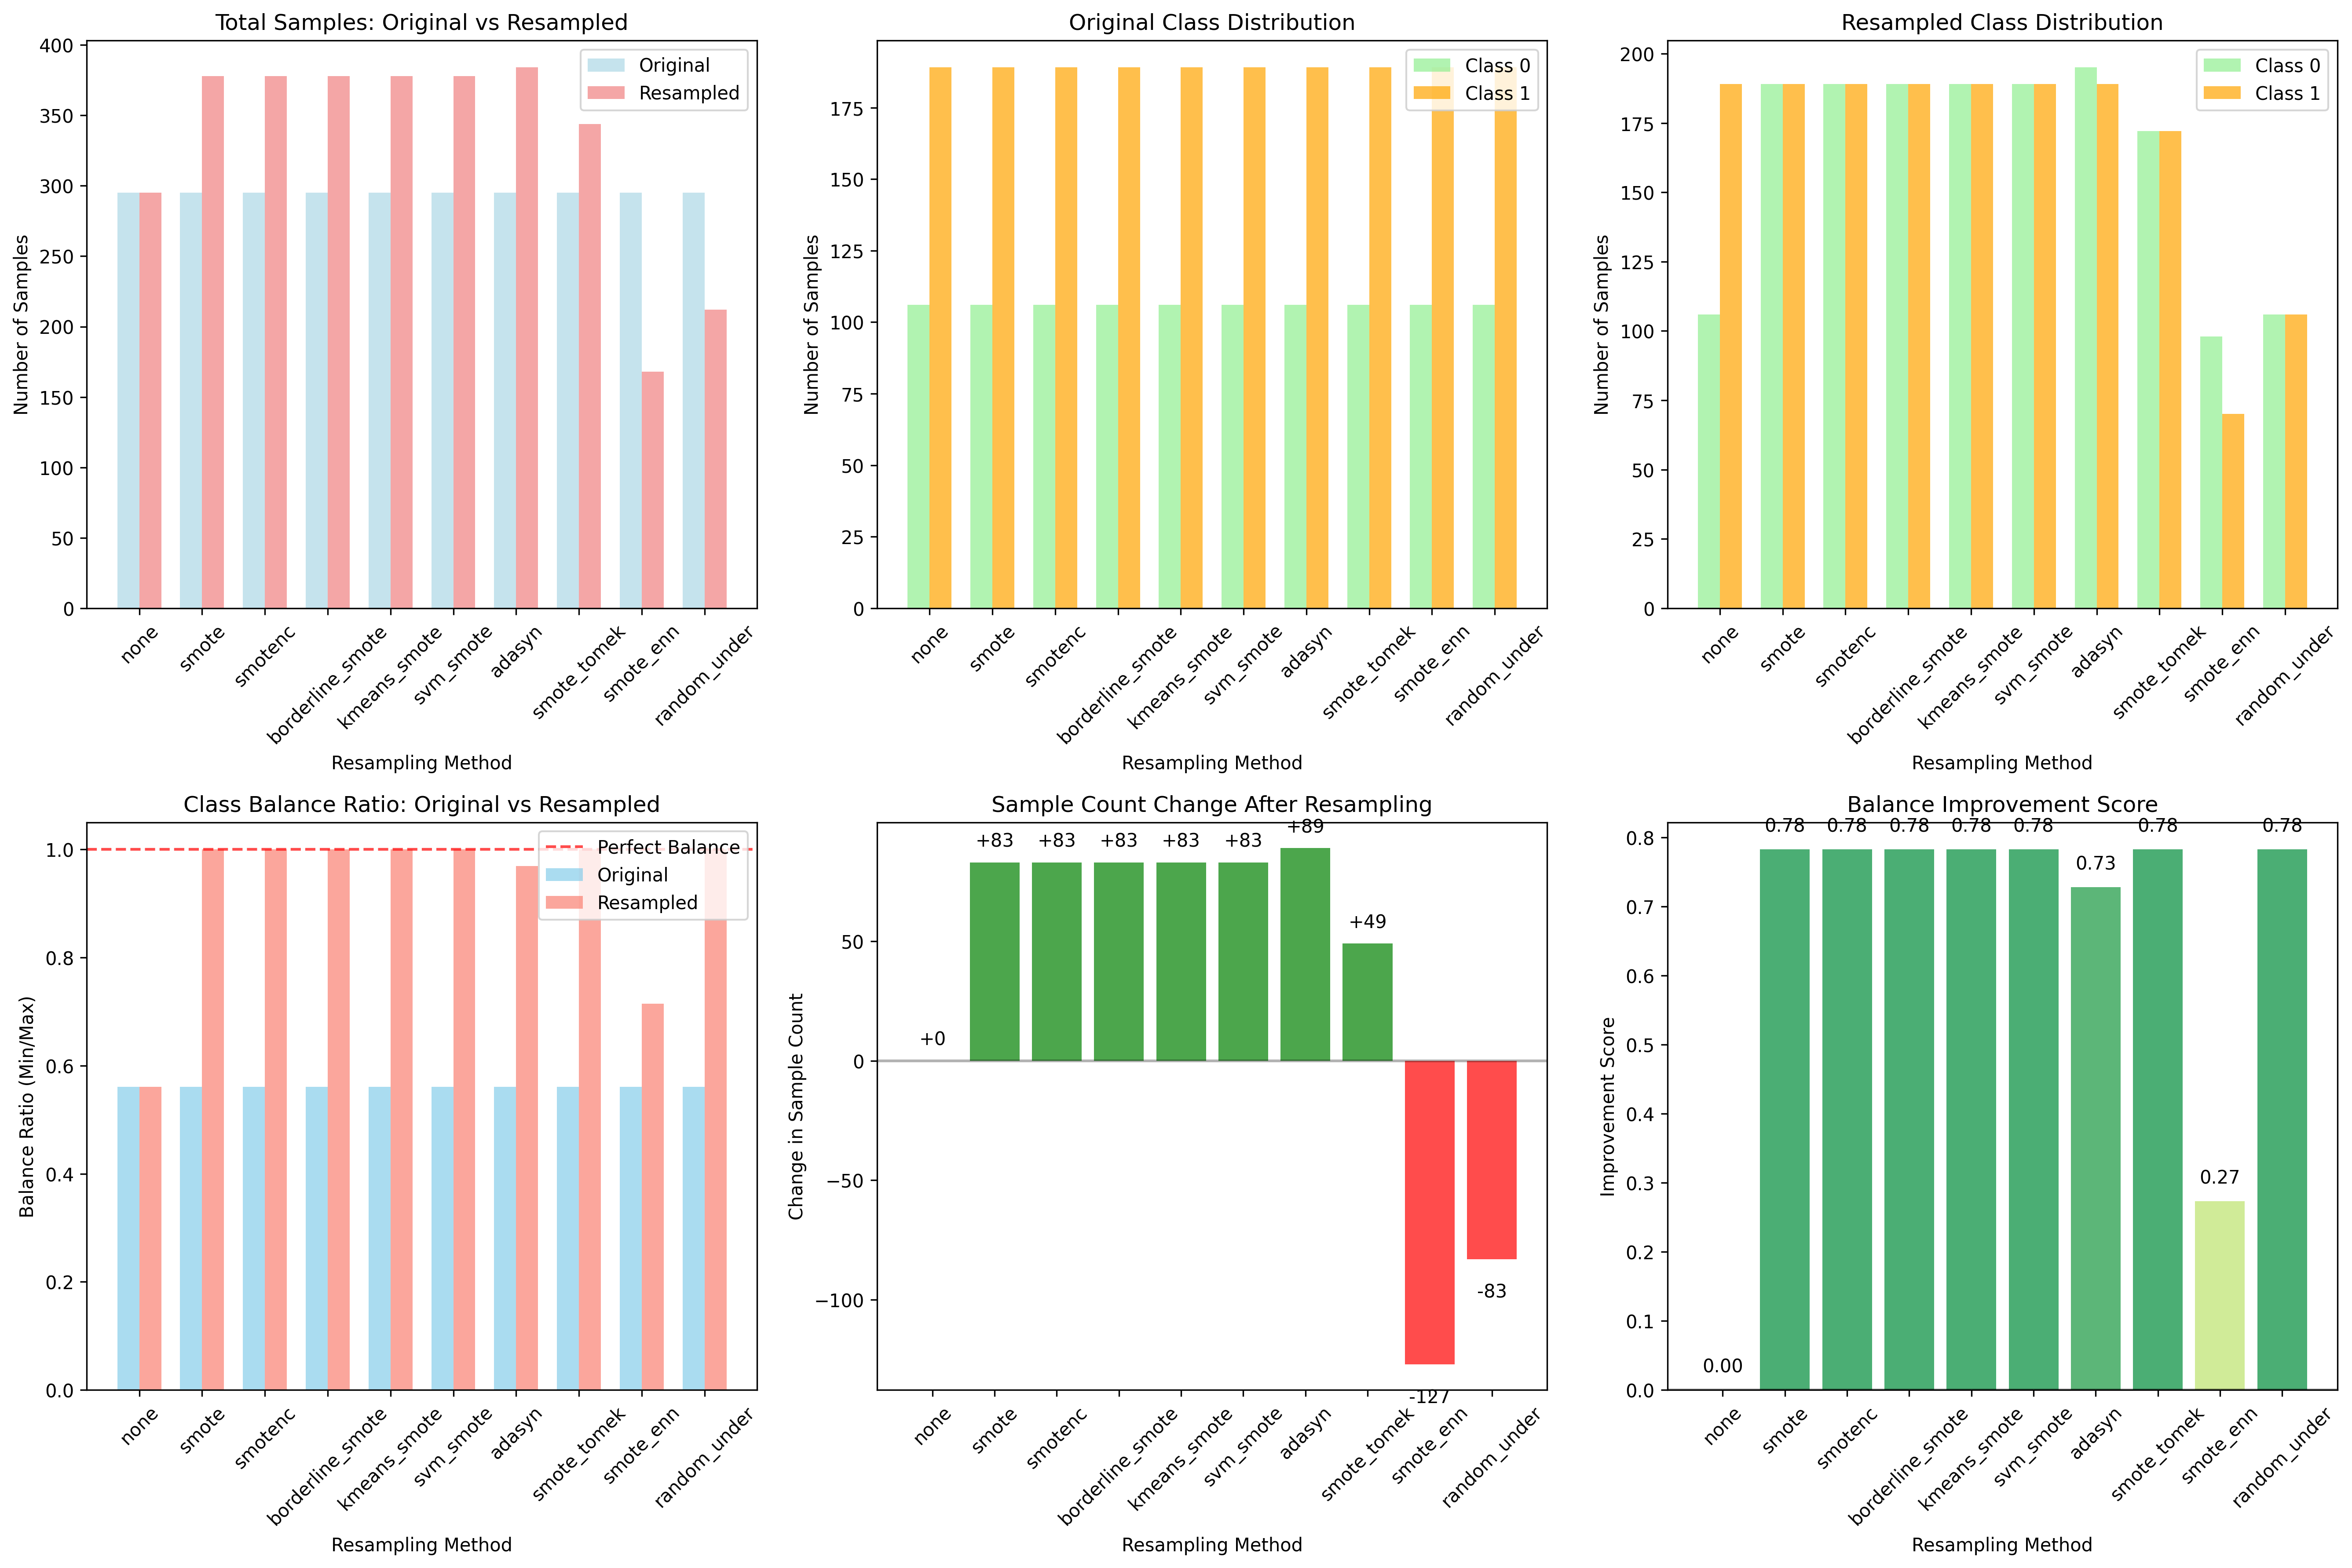 Total Samples: Original vs Resampled
Number of Samples
400
350
300
250
200
150
100
50
0
Original
Resampled
none
smote
smotenc
borderline_smote
kmeans_smote
svm_smote
adasyn
smote_tomek
smote_enn
random_under
Resampling Method
Original Class Distribution
Number of Samples
175
150
125
100
75
50
25
0
Class 0
Class 1
none
smote
smotenc
borderline_smote
kmeans_smote
svm_smote
adasyn
smote_tomek
smote_enn
random_under
Resampling Method
Resampled Class Distribution
Number of Samples
200
175
150
125
100
75
50
25
0
Class 0
Class 1
none
smote
smotenc
borderline_smote
kmeans_smote
svm_smote
adasyn
smote_tomek
smote_enn
random_under
Resampling Method
Class Balance Ratio: Original vs Resampled
Balance Ratio (Min/Max)
1.0
0.8
0.6
0.4
0.2
0.0
Perfect Balance
Original
Resampled
none
smote
smotenc
borderline_smote
kmeans_smote
svm_smote
adasyn
smote_tomek
smote_enn
random_under
Resampling Method
Sample Count Change After Resampling
Change in Sample Count
50
0
−50
−100
+0
+83
+83
+83
+83
+83
+89
+49
-127
-83
none
smote
smotenc
borderline_smote
kmeans_smote
svm_smote
adasyn
smote_tomek
smote_enn
random_under
Resampling Method
Balance Improvement Score
Improvement Score
0.8
0.7
0.6
0.5
0.4
0.3
0.2
0.1
0.0
0.00
0.78
0.78
0.78
0.78
0.78
0.73
0.78
0.27
0.78
none
smote
smotenc
borderline_smote
kmeans_smote
svm_smote
adasyn
smote_tomek
smote_enn
random_under
Resampling Method